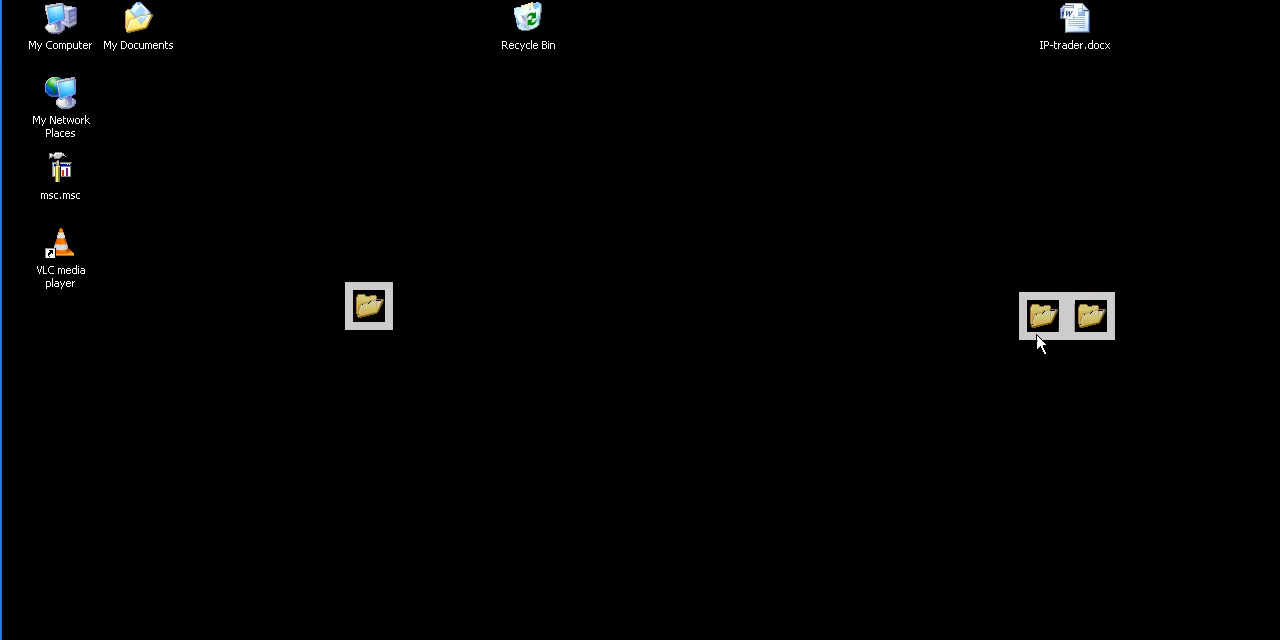 My Computer
My Documents
Recycle Bin
IP-trader.docx
My Network
Places
msc.msc
VLC media
player